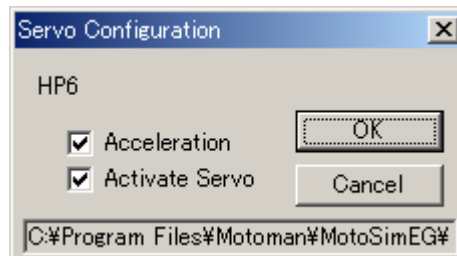 Servo Configuration
HP6
Acceleration
OK
Activate Servo
Cancel
C:¥Program Files¥Motoman¥MotoSimEG¥